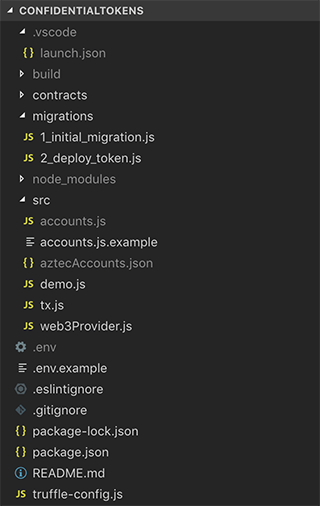 CONFIDENTIALTOKENS
.vscode
{ } launch.json
build
contracts
migrations
JS 1_initial_migration.js
JS 2_deploy_token.js
node_modules
src
JS accounts.js
accounts.js.example
{ } aztecAccounts.json
JS demo.js
JS tx.js
JS web3Provider.js
.env
.env.example
.eslintignore
.gitignore
{ } package-lock.json
{ } package.json
README.md
JS truffle-config.js